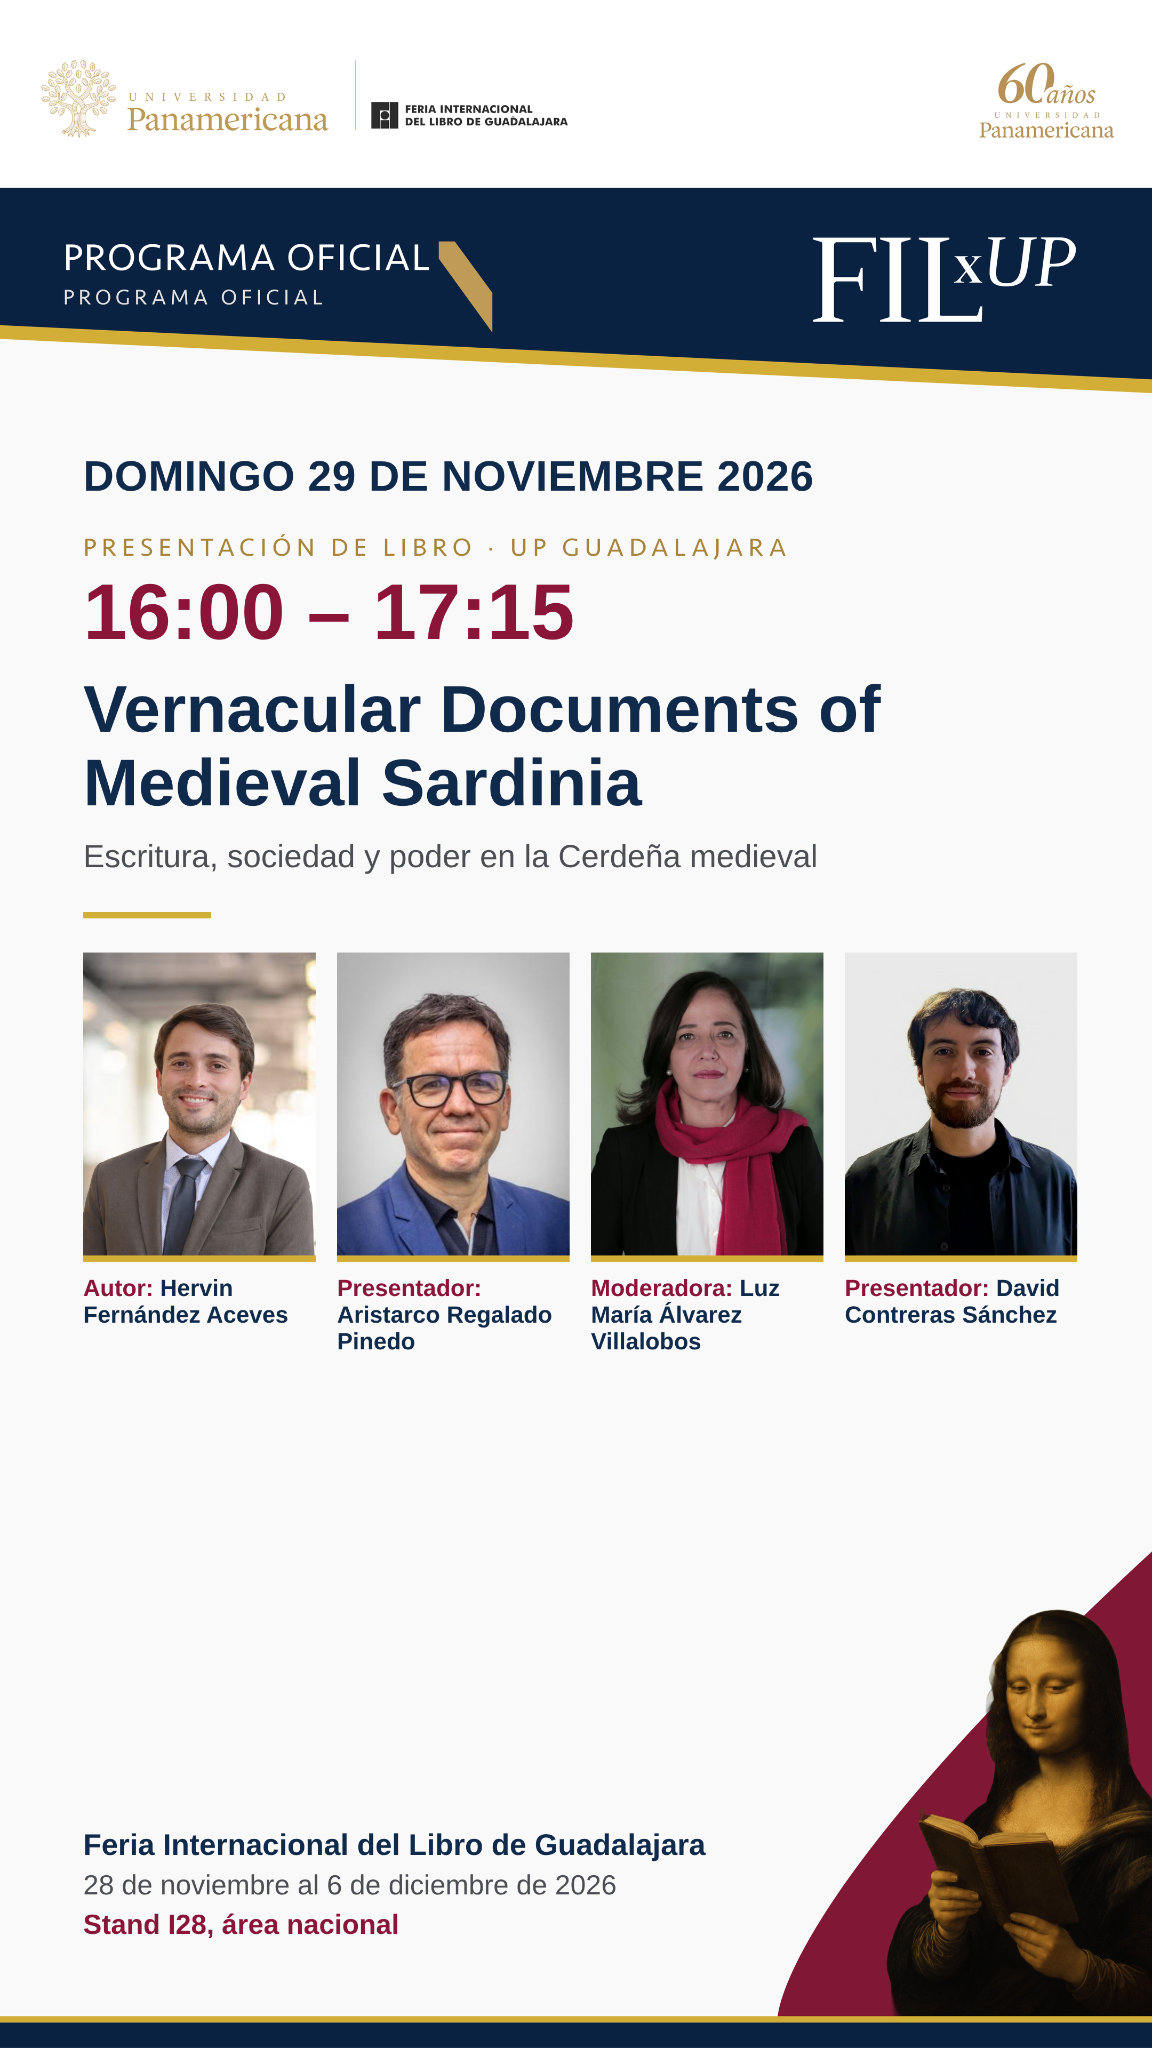 UNIVERSIDAD
Panamericana
FERIA INTERNACIONAL
DEL LIBRO DE GUADALAJARA
60 años
UNIVERSIDAD
Panamericana
PROGRAMA OFICIAL
PROGRAMA OFICIAL
FILxUP
DOMINGO 29 DE NOVIEMBRE 2026
PRESENTACIÓN DE LIBRO · UP GUADALAJARA
16:00 – 17:15
Vernacular Documents of
Medieval Sardinia
Escritura, sociedad y poder en la Cerdeña medieval
Autor: Hervin
Fernández Aceves
Presentador:
Aristarco Regalado
Pinedo
Moderadora: Luz
María Álvarez
Villalobos
Presentador: David
Contreras Sánchez
Feria Internacional del Libro de Guadalajara
28 de noviembre al 6 de diciembre de 2026
Stand I28, área nacional